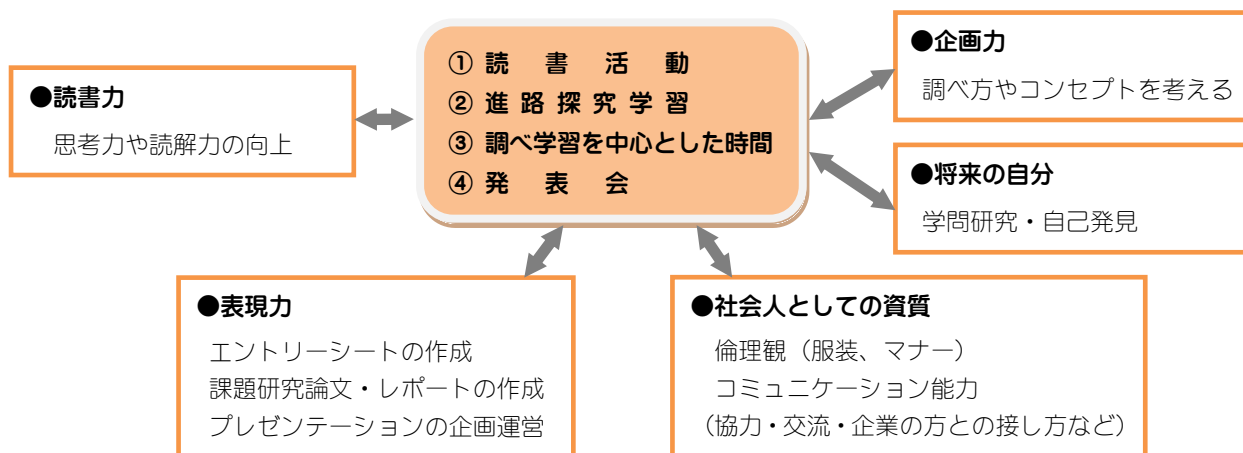 ① 読書活動
② 進路探究学習
③ 調べ学習を中心とした時間
④ 発表会
●読書力
思考力や読解力の向上
●企画力
調べ方やコンセプトを考える
●将来の自分
学問研究・自己発見
●表現力
エントリーシートの作成
課題研究論文・レポートの作成
プレゼンテーションの企画運営
●社会人としての資質
倫理観（服装、マナー）
コミュニケーション能力
（協力・交流・企業の方との接し方など）